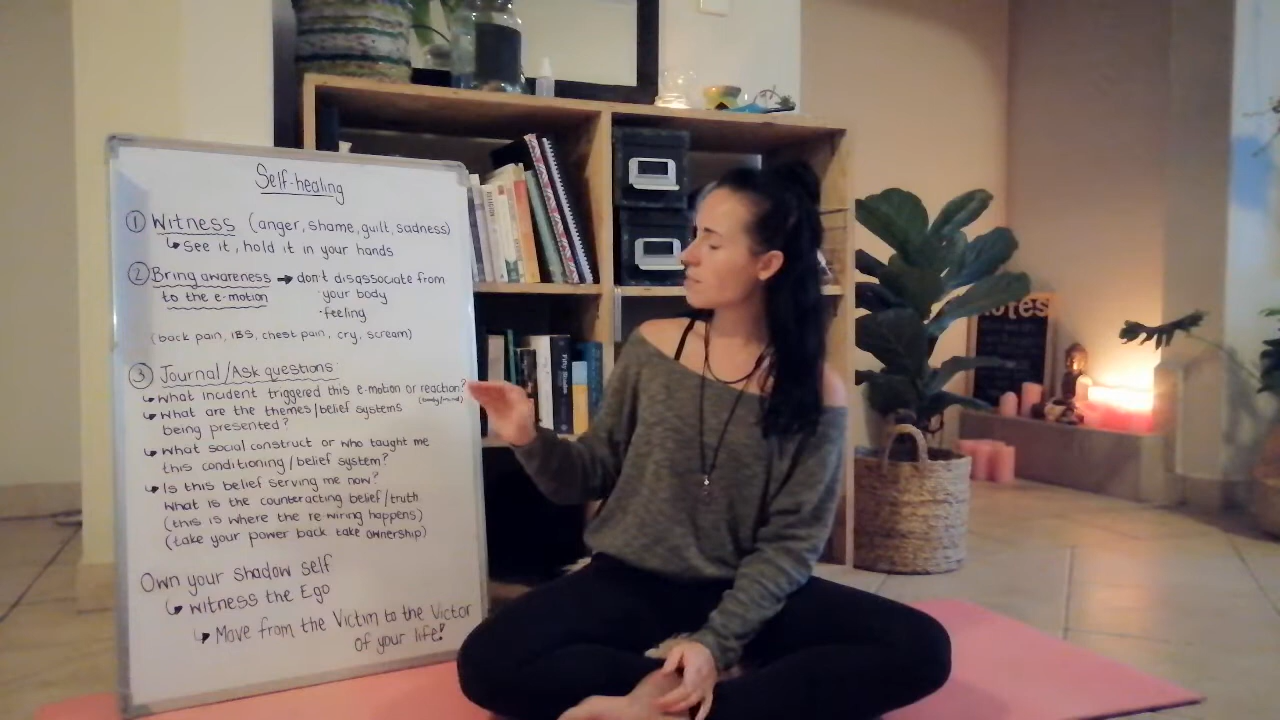 Self-healing
① Witness (anger, shame, guilt, sadness)
↳ See it, hold it in your hands
② Bring awareness → don't disassociate from
to the e-motion · your body
· feeling
(back pain, IBS, chest pain, cry, scream)
③ Journal/Ask questions:
↳ What incident triggered this e-motion or reaction?
(body/mind)
↳ What are the themes/belief systems
being presented?
↳ What social construct or who taught me
this conditioning/belief system?
↳ Is this belief serving me now?
What is the counteracting belief/truth
(this is where the re wiring happens)
(take your power back take ownership)
Own your shadow self
↳ witness the Ego
↳ Move from the Victim to the Victor
of your life!
notes